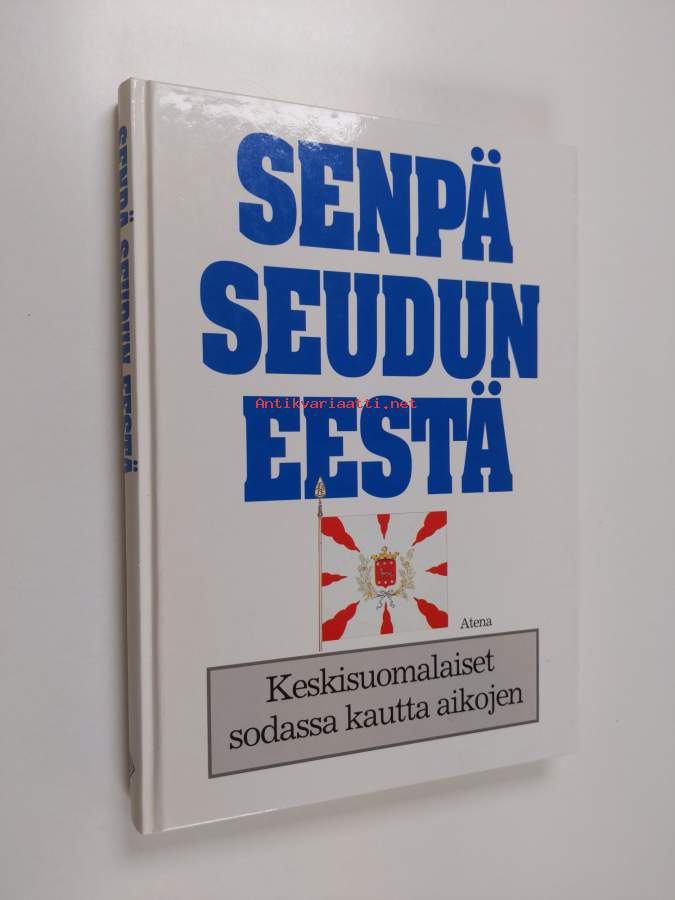 SENPÄ
SEUDUN
EESTÄ
Atena
Keskisuomalaiset
sodassa kautta aikojen
SENPÄ SEUDUN EESTÄ
Antikvariaatti.net